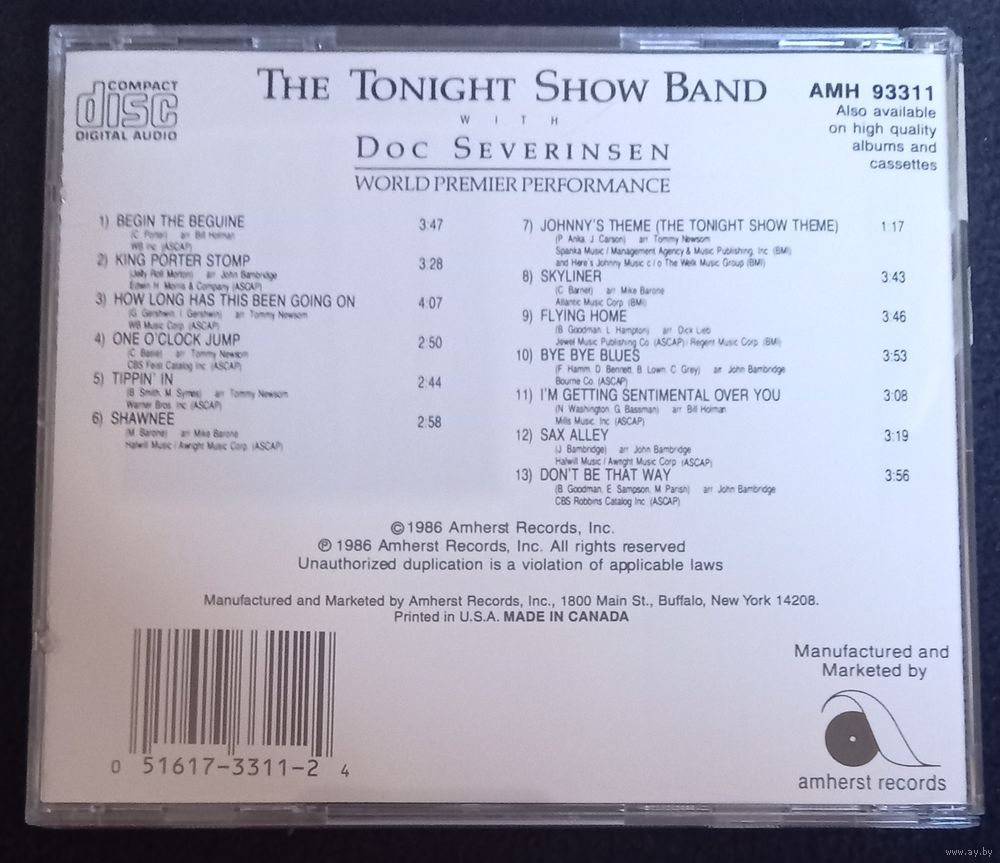 COMPACT
disc
DIGITAL AUDIO
THE TONIGHT SHOW BAND
WITH
DOC SEVERINSEN
WORLD PREMIER PERFORMANCE
AMH 93311
Also available
on high quality
albums and
cassettes
1) BEGIN THE BEGUINE 3:47
(C. Porter) arr. Bill Holman
WB Inc. (ASCAP)
2) KING PORTER STOMP 3:28
(Jelly Roll Morton) arr. John Bambridge
Edwin H. Morris & Company (ASCAP)
3) HOW LONG HAS THIS BEEN GOING ON 4:07
(G. Gershwin, I. Gershwin) arr. Tommy Newsom
WB Music Corp. (ASCAP)
4) ONE O'CLOCK JUMP 2:50
(C. Basie) arr. Tommy Newsom
CBS Feist Catalog Inc. (ASCAP)
5) TIPPIN' IN 2:44
(B. Smith, M. Symes) arr. Tommy Newsom
Warner Bros. Inc. (ASCAP)
6) SHAWNEE 2:58
(M. Barone) arr. Mike Barone
Halwill Music / Awright Music Corp. (ASCAP)
7) JOHNNY'S THEME (THE TONIGHT SHOW THEME) 1:17
(P. Anka, J. Carson) arr. Tommy Newsom
Spanka Music / Management Agency & Music Publishing, Inc. (BMI)
and Here's Johnny Music c/o The Welk Music Group (BMI)
8) SKYLINER 3:43
(C. Barnet) arr. Mike Barone
Atlantic Music Corp. (BMI)
9) FLYING HOME 3:46
(B. Goodman, L. Hampton) arr. Dick Lieb
Jewel Music Publishing Co. (ASCAP) / Regent Music Corp. (BMI)
10) BYE BYE BLUES 3:53
(F. Hamm, D. Bennett, B. Lown, C. Grey) arr. John Bambridge
Bourne Co. (ASCAP)
11) I'M GETTING SENTIMENTAL OVER YOU 3:08
(N. Washington, G. Bassman) arr. Bill Holman
Mills Music, Inc. (ASCAP)
12) SAX ALLEY 3:19
(J. Bambridge) arr. John Bambridge
Halwill Music / Awright Music Corp. (ASCAP)
13) DON'T BE THAT WAY 3:56
(B. Goodman, E. Sampson, M. Parish) arr. John Bambridge
CBS Robbins Catalog Inc. (ASCAP)
© 1986 Amherst Records, Inc.
℗ 1986 Amherst Records, Inc. All rights reserved
Unauthorized duplication is a violation of applicable laws
Manufactured and Marketed by Amherst Records, Inc., 1800 Main St., Buffalo, New York 14208.
Printed in U.S.A. MADE IN CANADA
0 51617-3311-2 4
Manufactured and
Marketed by
amherst records
www.ay.by